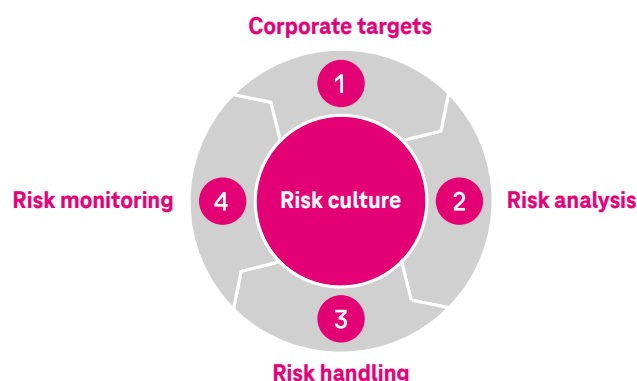 Corporate targets
1
Risk monitoring
4
Risk culture
2
Risk analysis
3
Risk handling